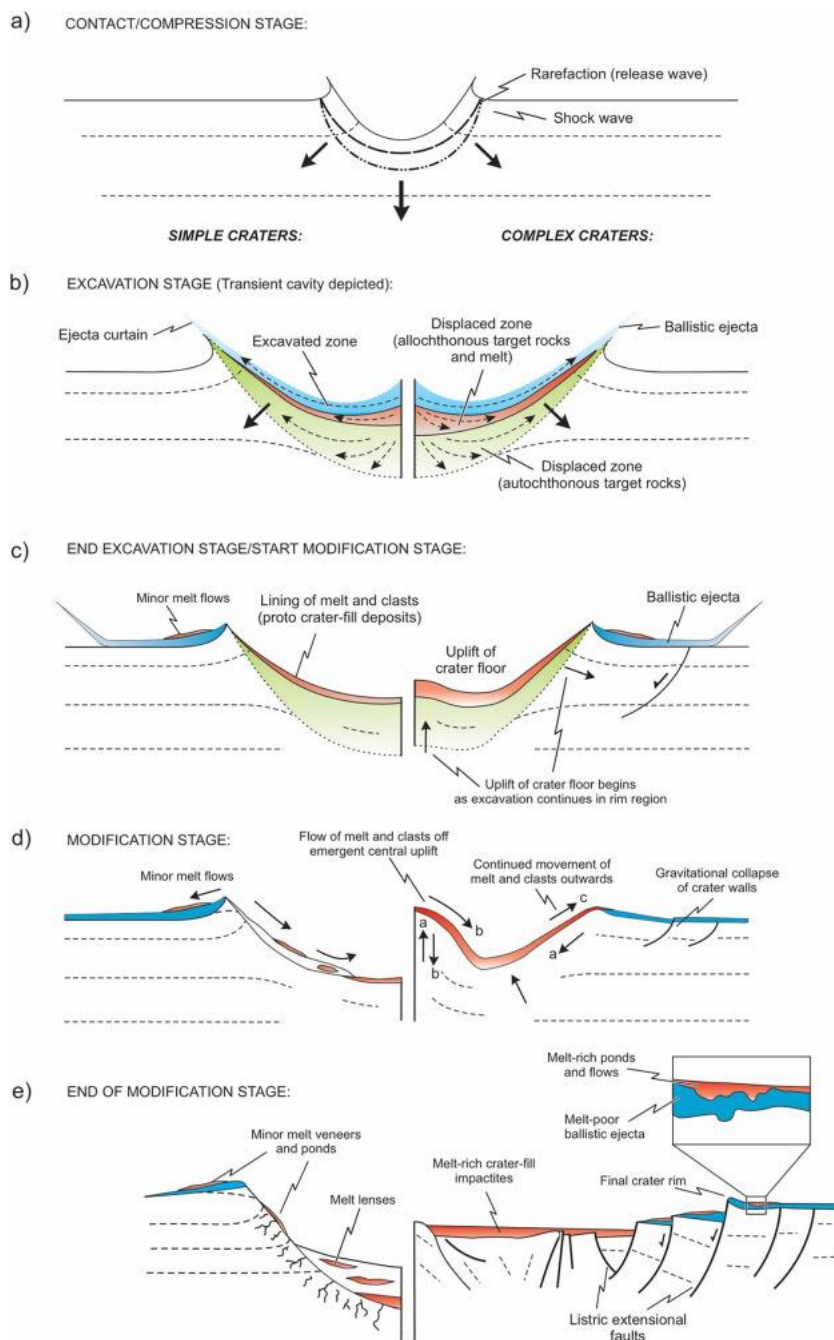 a) CONTACT/COMPRESSION STAGE:
Rarefaction (release wave)
Shock wave
SIMPLE CRATERS:
COMPLEX CRATERS:
b) EXCAVATION STAGE (Transient cavity depicted):
Ejecta curtain
Excavated zone
Displaced zone
(allochthonous target rocks
and melt)
Ballistic ejecta
Displaced zone
(autochthonous target rocks)
c) END EXCAVATION STAGE/START MODIFICATION STAGE:
Minor melt flows
Lining of melt and clasts
(proto crater-fill deposits)
Uplift of
crater floor
Ballistic ejecta
Uplift of crater floor begins
as excavation continues in rim region
d) MODIFICATION STAGE:
Minor melt flows
Flow of melt and clasts off
emergent central uplift
Continued movement of
melt and clasts outwards
Gravitational collapse
of crater walls
a
b
b
c
a
e) END OF MODIFICATION STAGE:
Melt-rich ponds
and flows
Melt-poor
ballistic ejecta
Minor melt veneers
and ponds
Melt lenses
Melt-rich crater-fill
impactites
Final crater rim
Listric extensional
faults